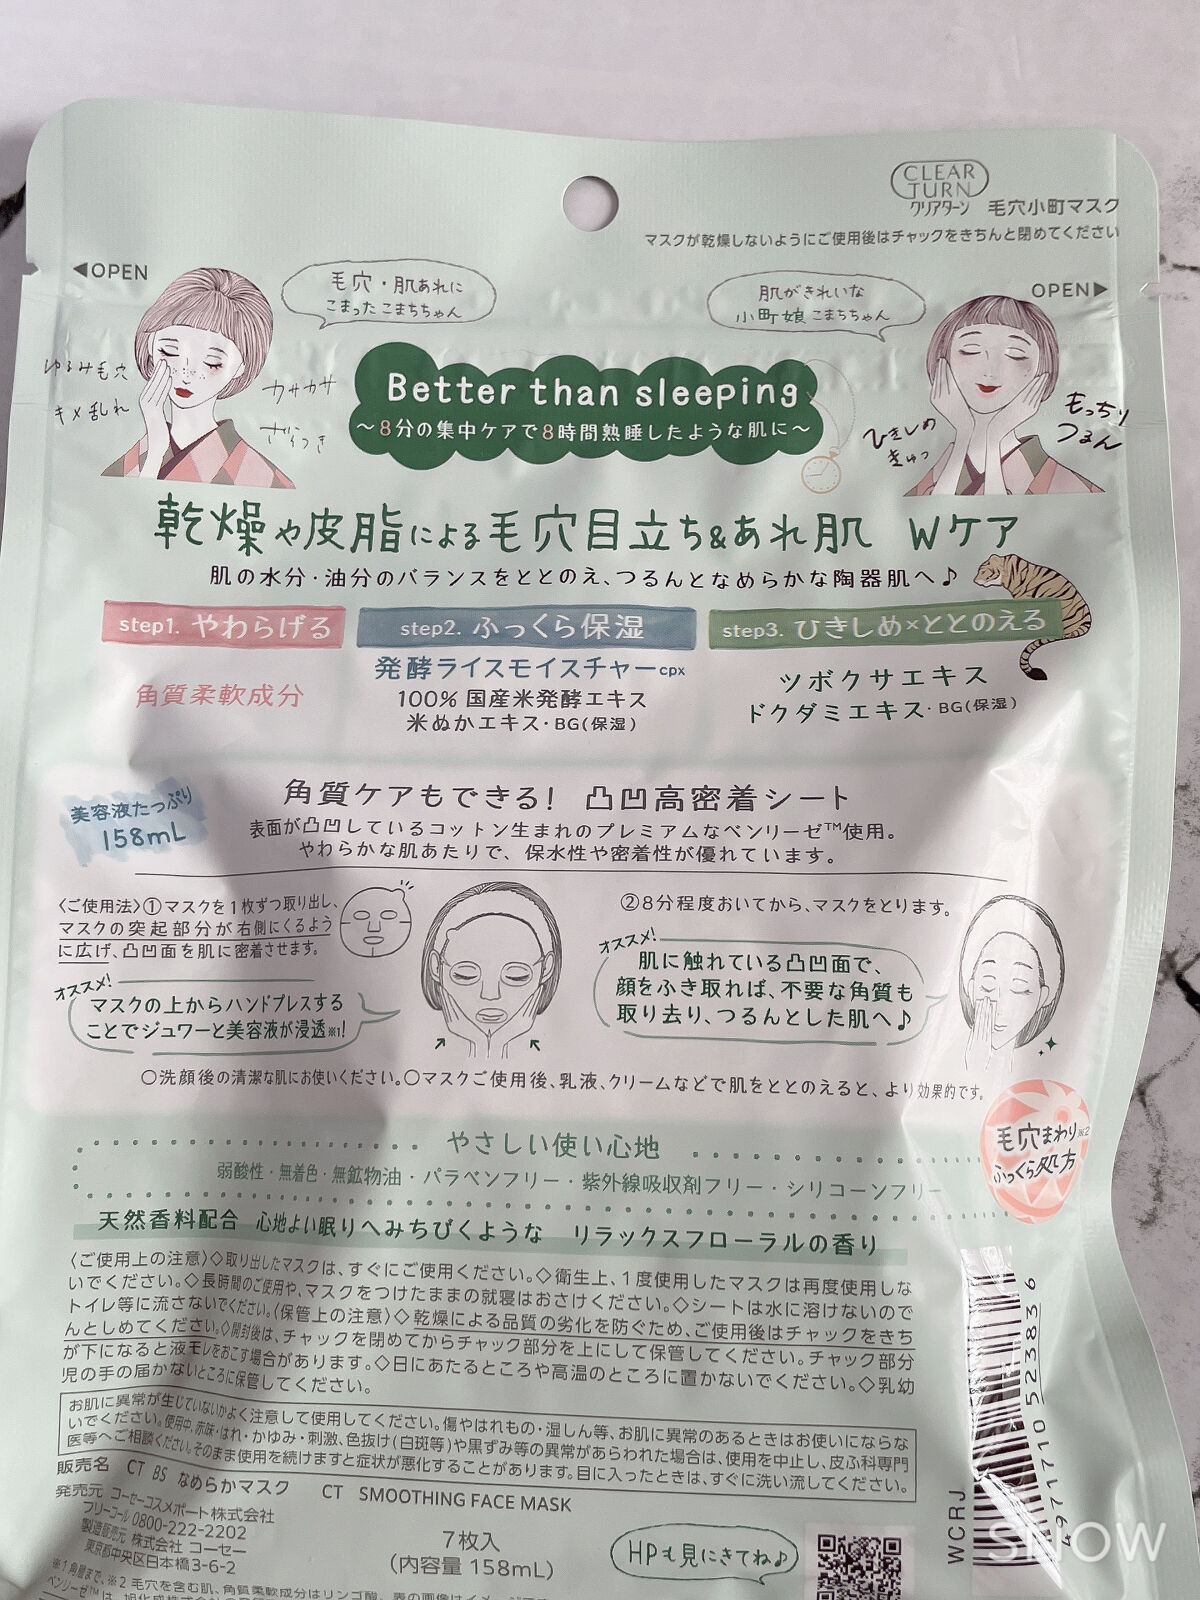 CLEAR
TURN
クリアターン 毛穴小町マスク
マスクが乾燥しないようにご使用後はチャックをきちんと閉めてください
◀OPEN
OPEN▶
毛穴・肌あれに
こまった こまちちゃん
肌がきれいな
小町娘 こまちちゃん
ゆるみ毛穴
キメ乱れ
カサカサ
ざらつき
Better than sleeping
～8分の集中ケアで8時間熟睡したような肌に～
ひきしめ
きゅっ
もっちり
つるん
乾燥や皮脂による毛穴目立ち&あれ肌 Wケア
肌の水分・油分のバランスをととのえ、つるんとなめらかな陶器肌へ♪
step1. やわらげる
角質柔軟成分
step2. ふっくら保湿
発酵ライスモイスチャーcpx
100% 国産米発酵エキス
米ぬかエキス・BG(保湿)
step3. ひきしめ×ととのえる
ツボクサエキス
ドクダミエキス・BG(保湿)
美容液たっぷり
158mL
角質ケアもできる! 凸凹高密着シート
表面が凸凹しているコットン生まれのプレミアムなベンリーゼ™使用。
やわらかな肌あたりで、保水性や密着性が優れています。
〈ご使用法〉①マスクを1枚ずつ取り出し、
マスクの突起部分が右側にくるよう
に広げ、凸凹面を肌に密着させます。
オススメ!
マスクの上からハンドプレスする
ことでジュワーと美容液が浸透※1!
②8分程度おいてから、マスクをとります。
オススメ!
肌に触れている凸凹面で、
顔をふき取れば、不要な角質も
取り去り、つるんとした肌へ♪
○洗顔後の清潔な肌にお使いください。○マスクご使用後、乳液、クリームなどで肌をととのえると、より効果的です。
毛穴まわり※2
ふっくら処方
やさしい使い心地
弱酸性・無着色・無鉱物油・パラベンフリー・紫外線吸収剤フリー・シリコーンフリー
天然香料配合 心地よい眠りへみちびくような リラックスフローラルの香り
〈ご使用上の注意〉◇取り出したマスクは、すぐにご使用ください。◇衛生上、1度使用したマスクは再度使用しな
いでください。◇長時間のご使用や、マスクをつけたままの就寝はおさけください。◇シートは水に溶けないので
トイレ等に流さないでください。〈保管上の注意〉◇乾燥による品質の劣化を防ぐため、ご使用後はチャックをきち
んとしめてください。◇開封後は、チャックを閉めてからチャック部分を上にして保管してください。チャック部分
が下になると液モレをおこす場合があります。◇日にあたるところや高温のところに置かないでください。◇乳幼
児の手の届かないところに保管してください。
お肌に異常が生じていないかよく注意して使用してください。傷やはれもの・湿しん等、お肌に異常のあるときはお使いにならな
いでください。使用中、赤味・はれ・かゆみ・刺激、色抜け(白斑等)や黒ずみ等の異常があらわれた場合は、使用を中止し、皮ふ科専門
医等へご相談ください。そのまま使用を続けますと症状が悪化することがあります。目に入ったときは、すぐに洗い流してください。
販売名 CT BS なめらかマスク CT SMOOTHING FACE MASK
発売元 コーセーコスメポート株式会社
フリーコール 0800-222-2202
製造販売元 株式会社 コーセー
東京都中央区日本橋3-6-2
7枚入
(内容量 158mL)
HPも見にきてね♪
WCRJ
4971710 523836
※1 角層まで、※2 毛穴を含む肌、角質柔軟成分はリンゴ酸、表の画像はイメージです
SNOW